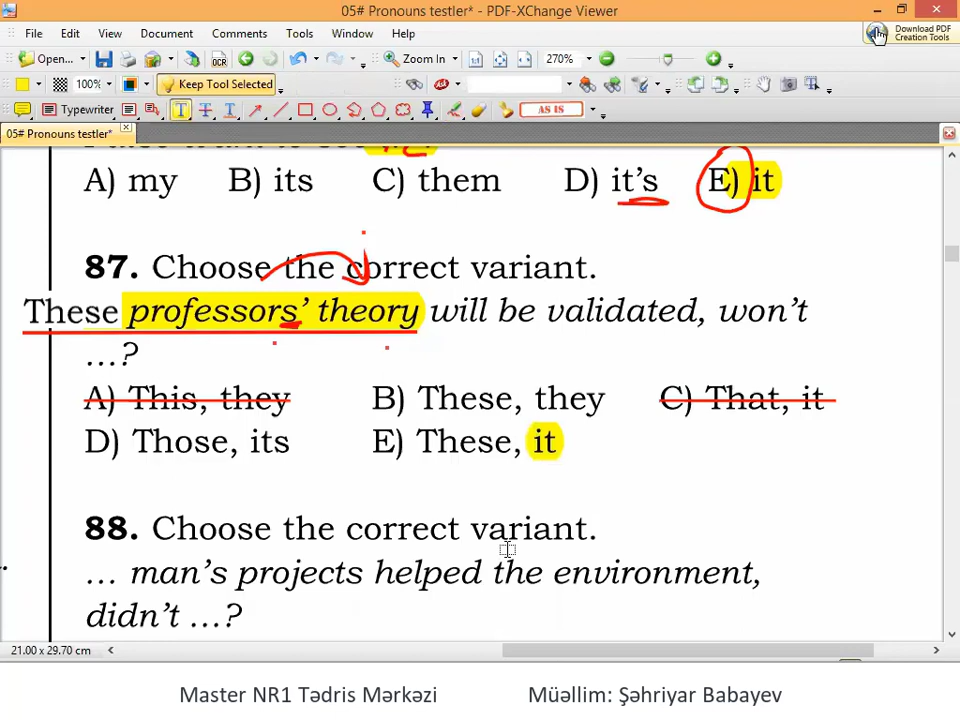 05# Pronouns testler* - PDF-XChange Viewer
File Edit View Document Comments Tools Window Help
Download PDF
Creation Tools
Open... OCR Zoom In 270%
100% Keep Tool Selected
Typewriter T T T AS IS
05# Pronouns testler*
A) my B) its C) them D) it’s E) it
87. Choose the correct variant.
These professors’ theory will be validated, won’t
...?
A) This, they B) These, they C) That, it
D) Those, its E) These, it
88. Choose the correct variant.
... man’s projects helped the environment,
didn’t ...?
21.00 x 29.70 cm
Master NR1 Tədris Mərkəzi Müəllim: Şəhriyar Babayev